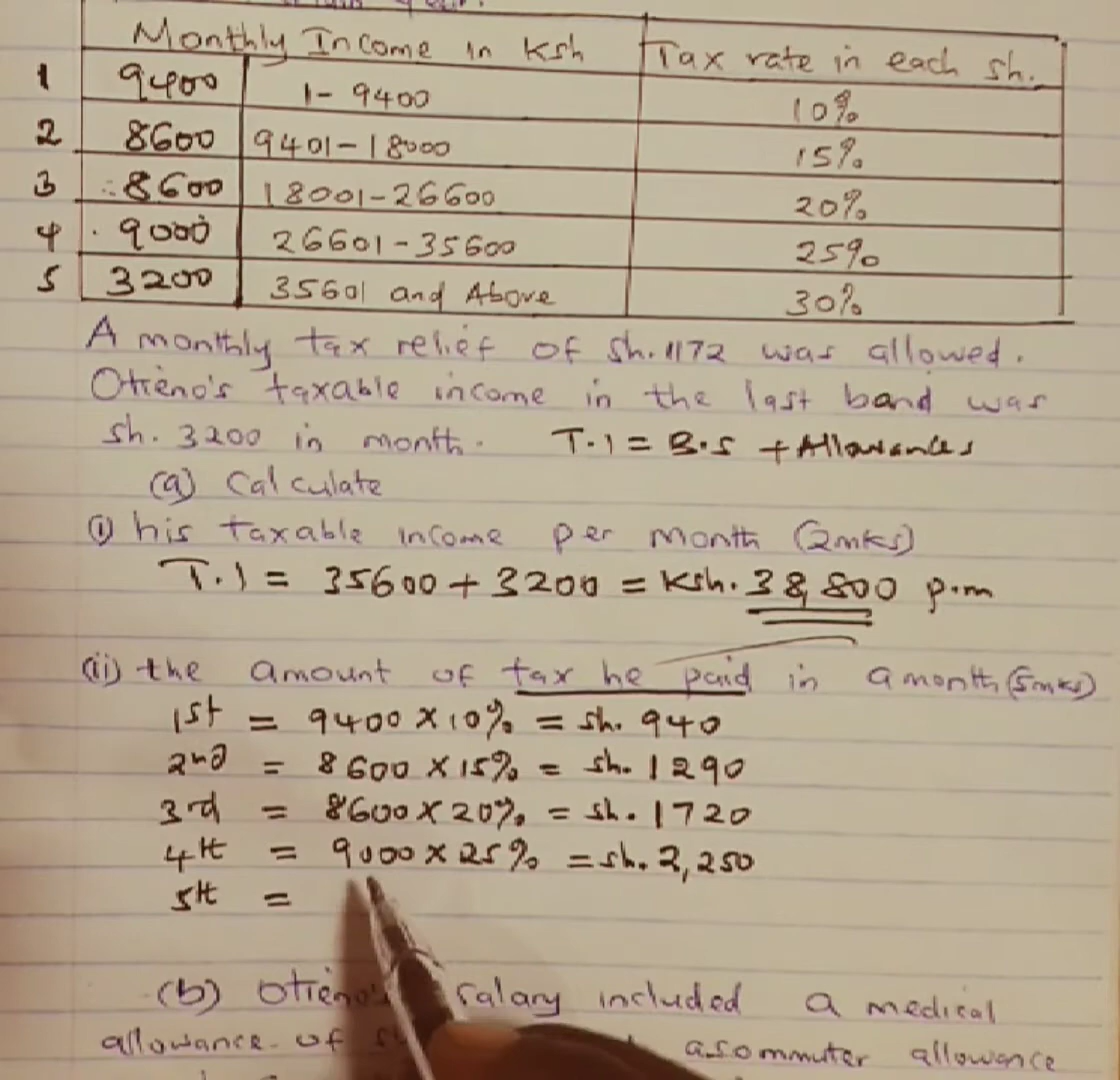 Monthly Income in Ksh Tax rate in each sh.
1 9400 1-9400 10%
2 8600 9401-18000 15%
3 8600 18001-26600 20%
4 9000 26601-35600 25%
5 3200 35601 and Above 30%
A monthly tax relief of sh.1172 was allowed.
Otieno's taxable income in the last band was
sh. 3200 in month. T.I = B.S + Allowances
(a) Calculate
(i) his taxable income per month (2mks)
T.I = 35600 + 3200 = Ksh. 38,800 p.m
(ii) the amount of tax he paid in a month (5mks)
1st = 9400 x 10% = sh. 940
2nd = 8600 x 15% = sh. 1290
3rd = 8600 x 20% = sh. 1720
4th = 9000 x 25% = sh. 2,250
5th =
(b) Otieno's salary included a medical
allowance of a commuter allowance